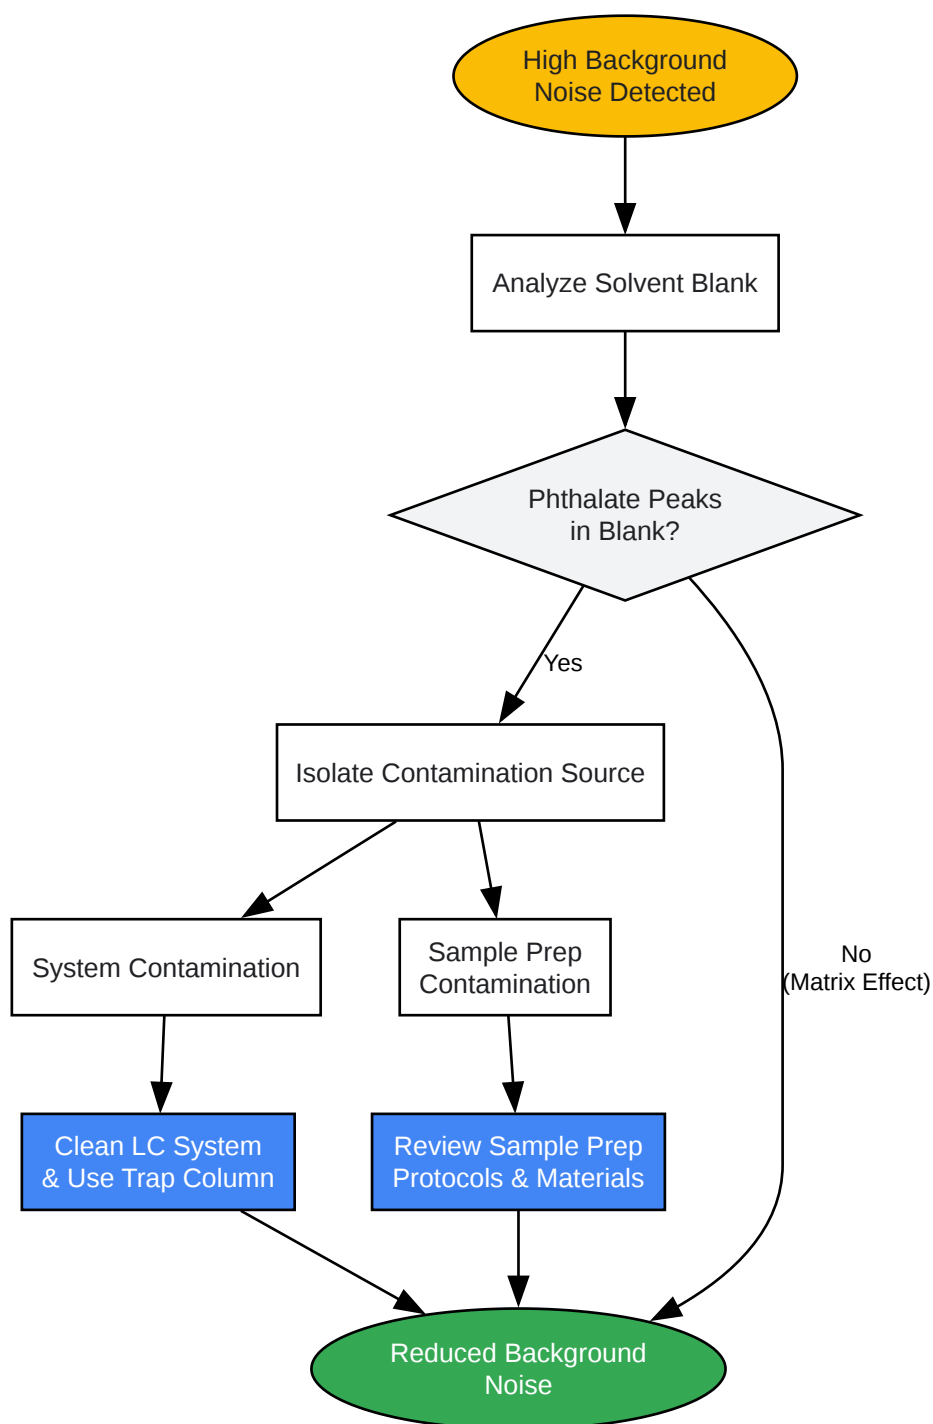 High Background
Noise Detected
Analyze Solvent Blank
Phthalate Peaks
in Blank?
Yes
Isolate Contamination Source
System Contamination
Sample Prep
Contamination
No
(Matrix Effect)
Clean LC System
& Use Trap Column
Review Sample Prep
Protocols & Materials
Reduced Background
Noise